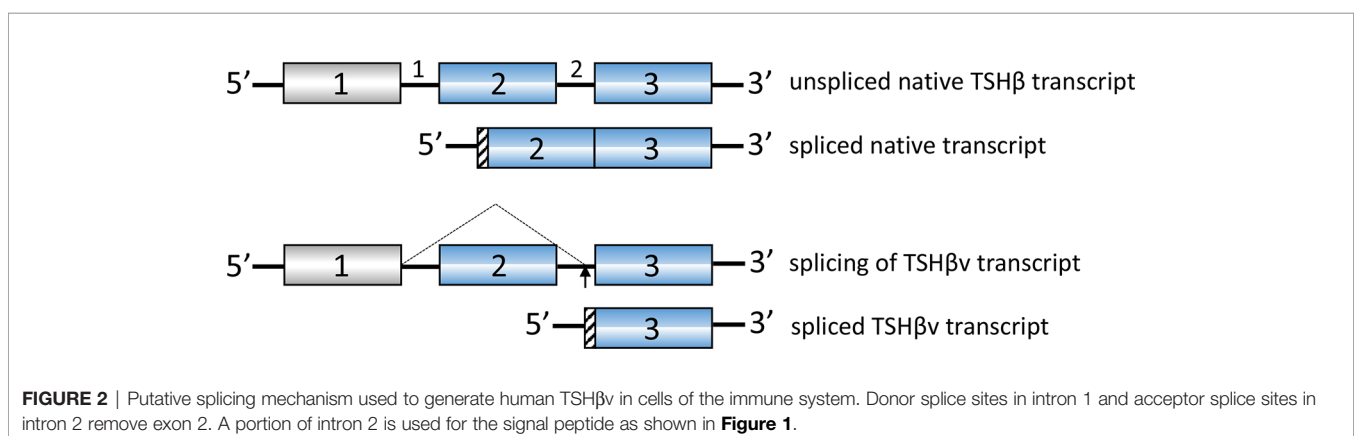 1 2
5’ 1 2 3 3’ unspliced native TSHβ transcript
5’ 2 3 3’ spliced native transcript
5’ 1 2 3 3’ splicing of TSHβv transcript
5’ 3 3’ spliced TSHβv transcript
FIGURE 2 | Putative splicing mechanism used to generate human TSHβv in cells of the immune system. Donor splice sites in intron 1 and acceptor splice sites in
intron 2 remove exon 2. A portion of intron 2 is used for the signal peptide as shown in Figure 1.